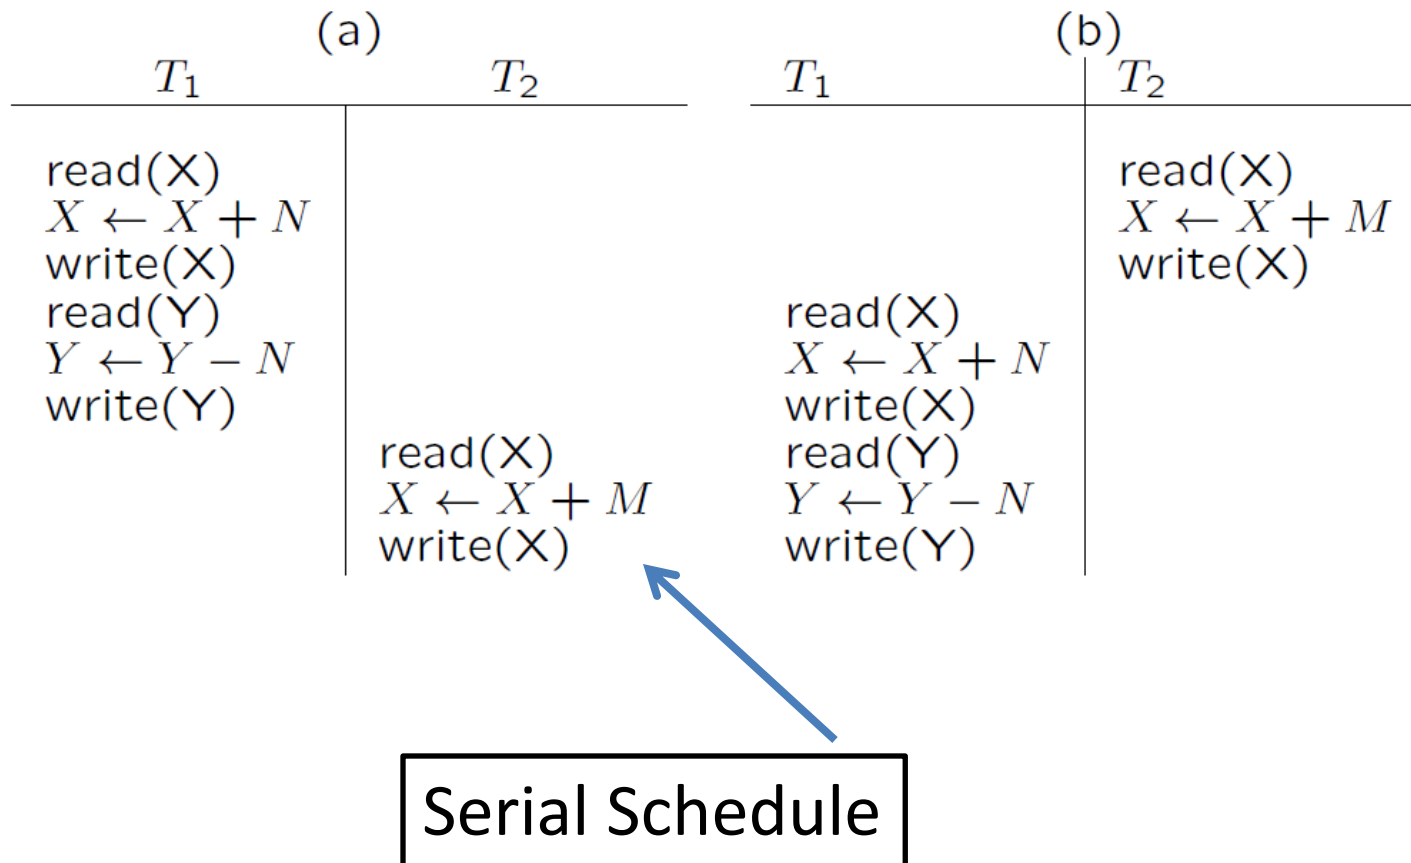 (a)
T1 T2
read(X)
X ← X + N
write(X)
read(Y)
Y ← Y − N
write(Y)
read(X)
X ← X + M
write(X)
(b)
T1 T2
read(X)
X ← X + M
write(X)
read(X)
X ← X + N
write(X)
read(Y)
Y ← Y − N
write(Y)
Serial Schedule